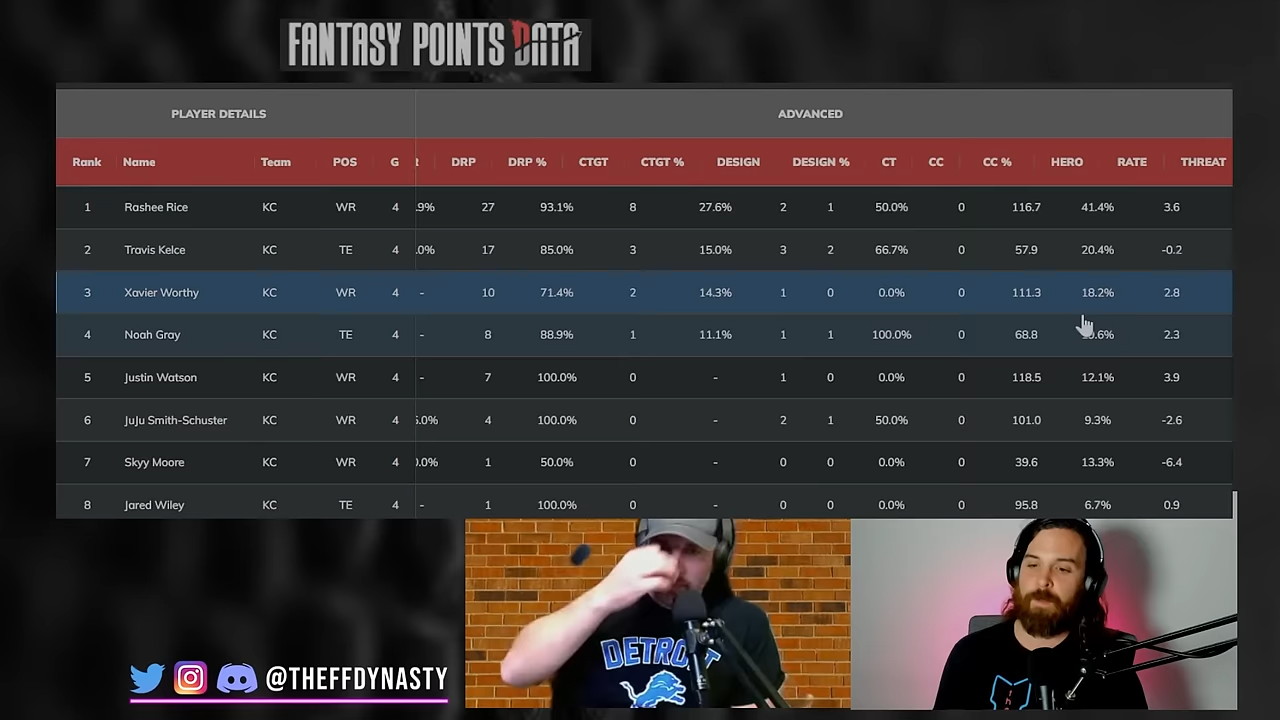 FANTASY POINTS DATA
PLAYER DETAILS ADVANCED
Rank Name Team POS G DRP DRP % CTGT CTGT % DESIGN DESIGN % CT CC CC % HERO RATE THREAT
1 Rashee Rice KC WR 4 .9% 27 93.1% 8 27.6% 2 1 50.0% 0 116.7 41.4% 3.6
2 Travis Kelce KC TE 4 .0% 17 85.0% 3 15.0% 3 2 66.7% 0 57.9 20.4% -0.2
3 Xavier Worthy KC WR 4 - 10 71.4% 2 14.3% 1 0 0.0% 0 111.3 18.2% 2.8
4 Noah Gray KC TE 4 - 8 88.9% 1 11.1% 1 1 100.0% 0 68.8 .6% 2.3
5 Justin Watson KC WR 4 - 7 100.0% 0 - 1 0 0.0% 0 118.5 12.1% 3.9
6 JuJu Smith-Schuster KC WR 4 .0% 4 100.0% 0 - 2 1 50.0% 0 101.0 9.3% -2.6
7 Skyy Moore KC WR 4 .0% 1 50.0% 0 - 0 0 0.0% 0 39.6 13.3% -6.4
8 Jared Wiley KC TE 4 - 1 100.0% 0 - 0 0 0.0% 0 95.8 6.7% 0.9
DETROIT
@THEFFDYNASTY